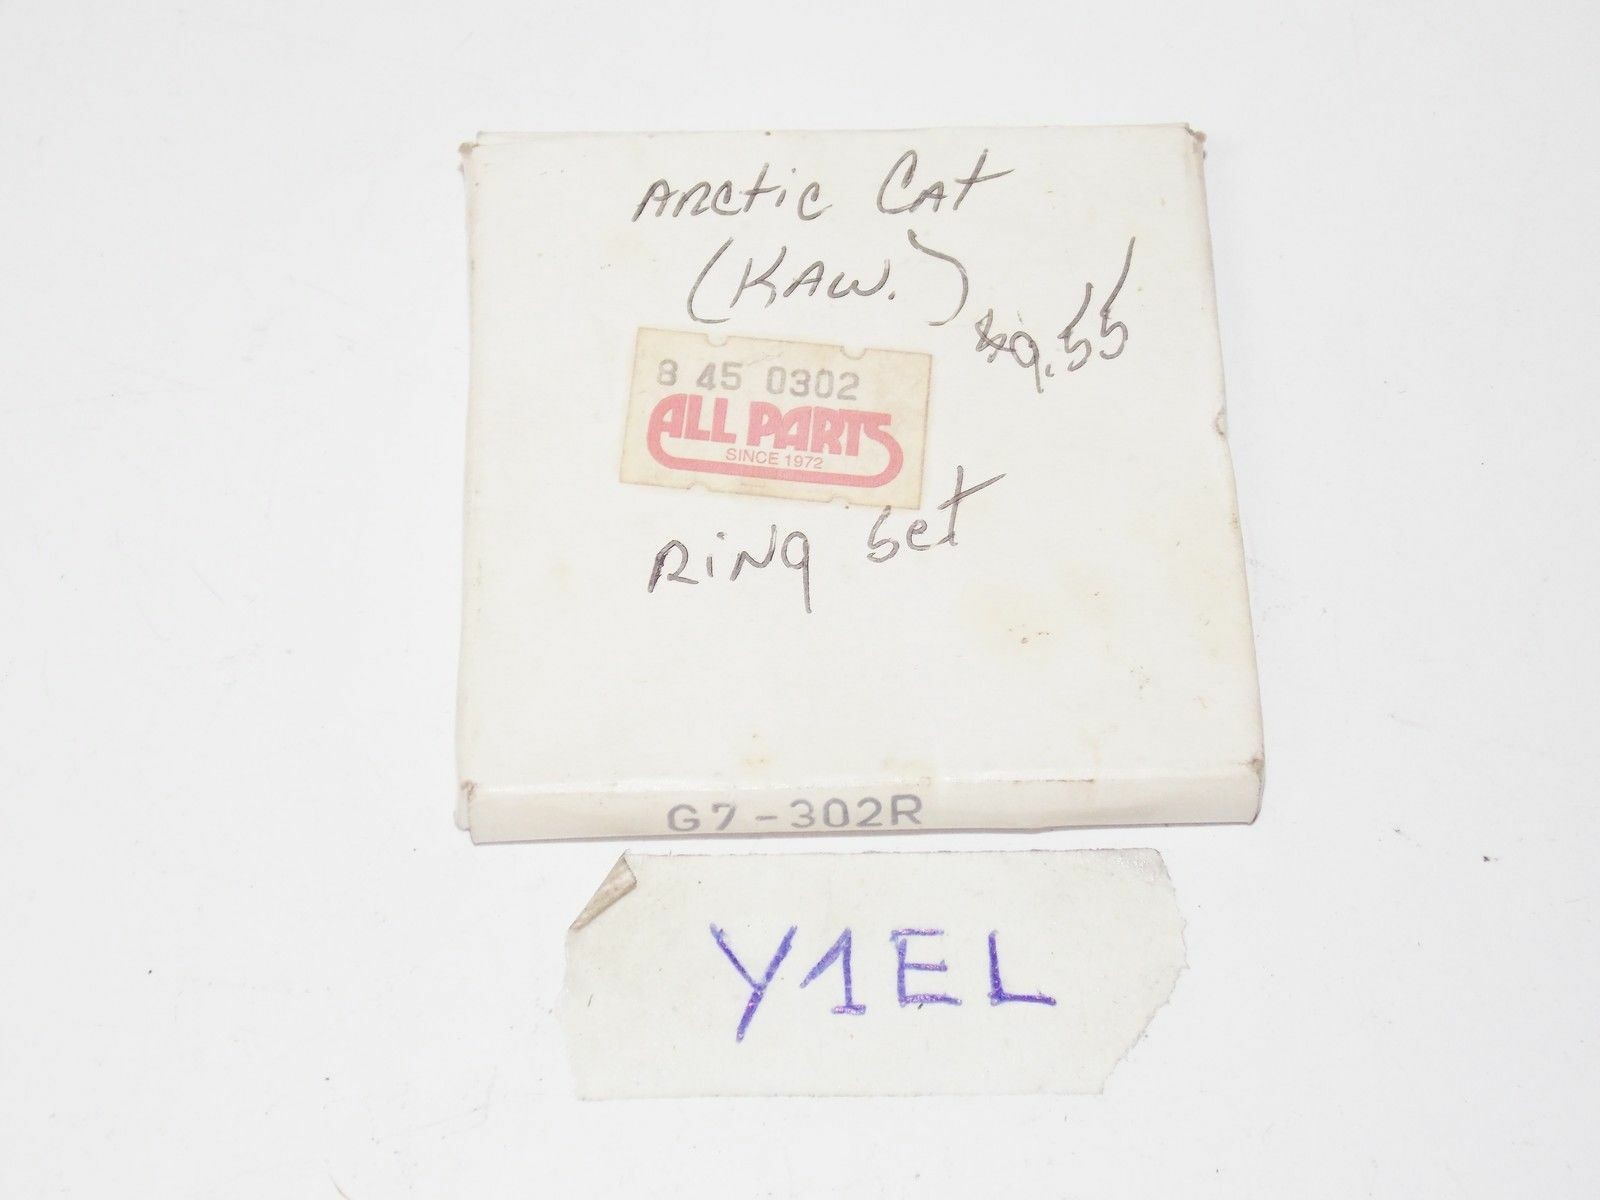 Arctic Cat
(KAW.)
$9.55
8 45 0302
ALL PARTS
SINCE 1972
Ring Set
G7-302R
Y1EL